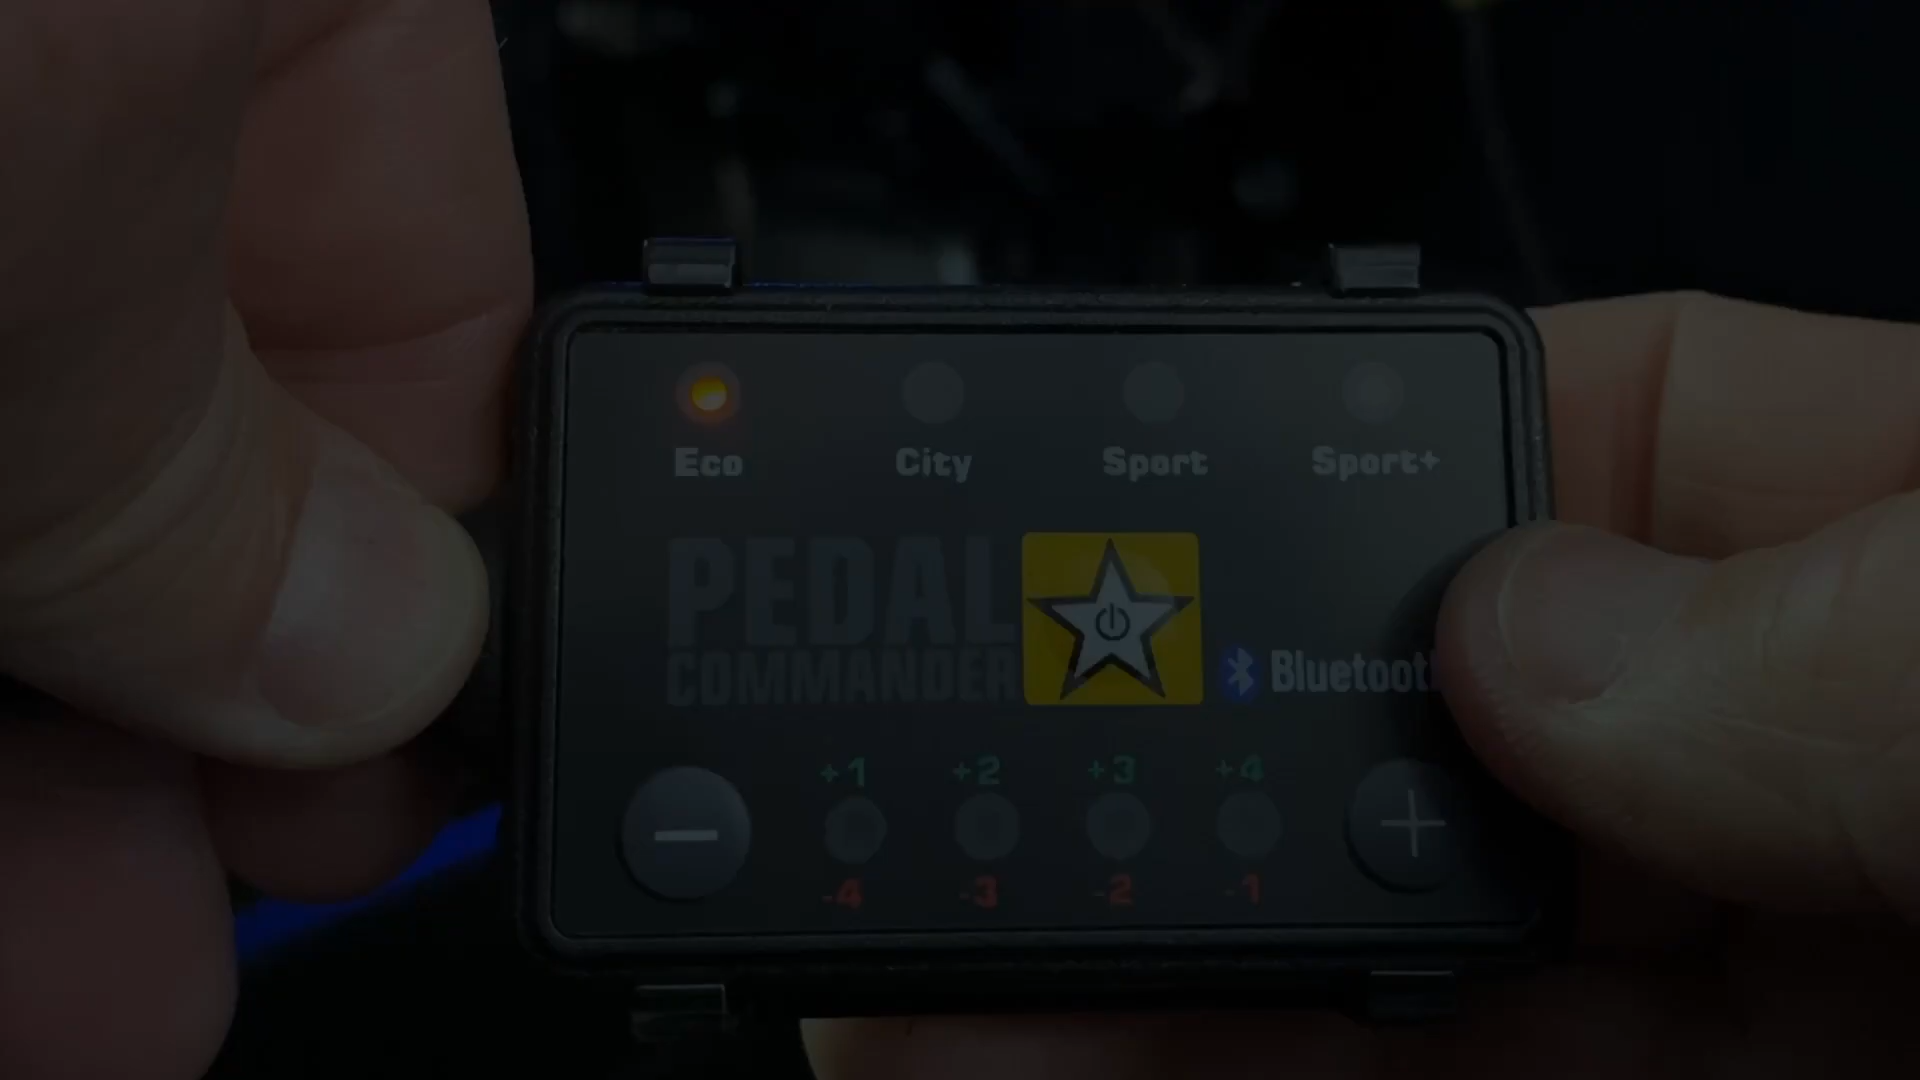 Eco City Sport Sport+
PEDAL
COMMANDER
Bluetooth
+1 +2 +3 +4
-4 -3 -2 -1